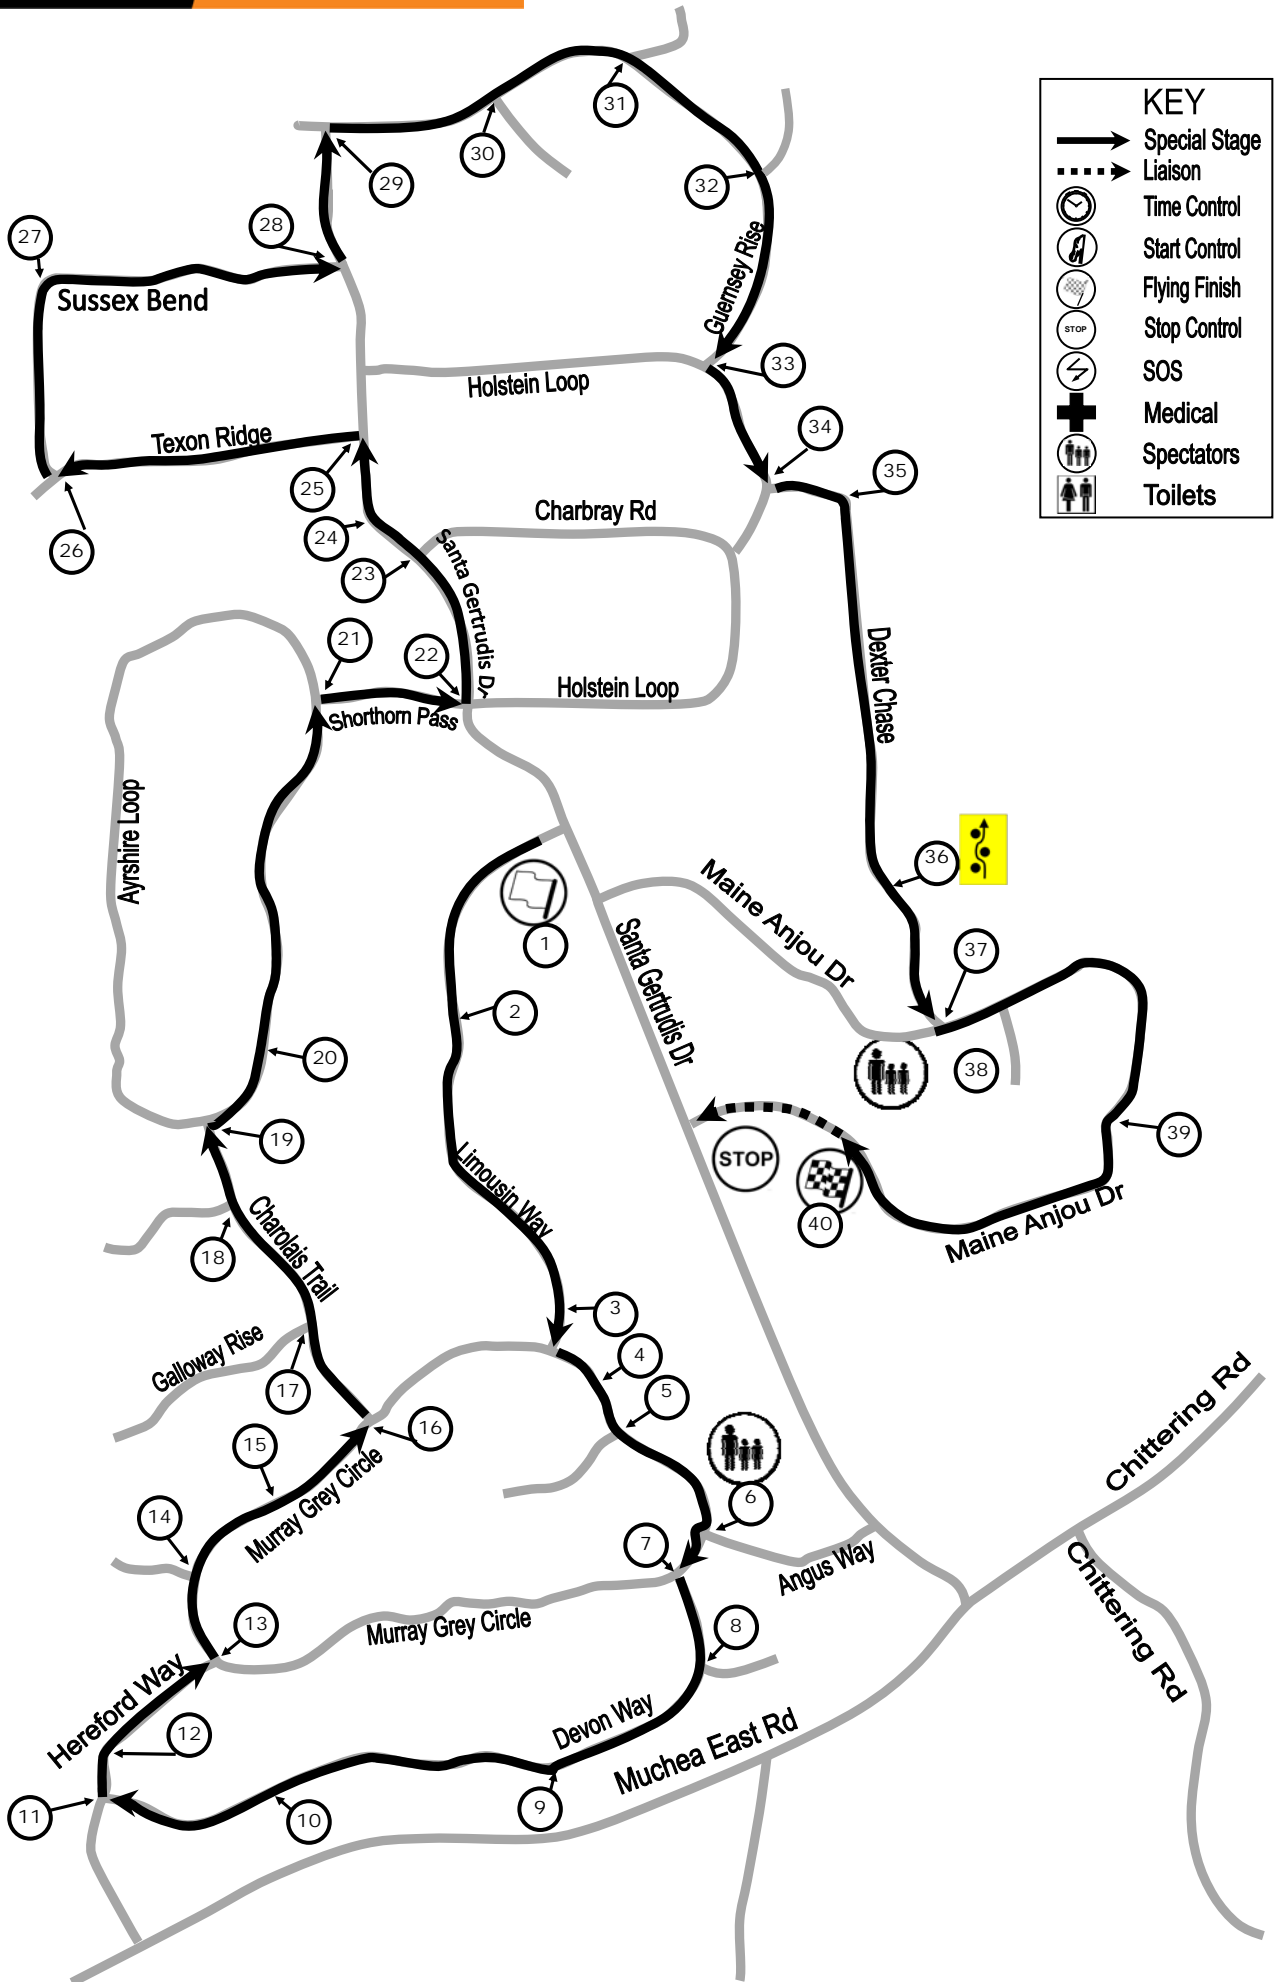 KEY
Special Stage
Liaison
Time Control
Start Control
Flying Finish
STOP
Stop Control
SOS
Medical
Spectators
Toilets
31
30
29
32
28
27
Sussex Bend
Guernsey Rise
33
Holstein Loop
34
Texon Ridge
35
25
Charbray Rd
24
26
23
Santa Gertrudis Dr
21
22
Dexter Chase
Holstein Loop
Shorthorn Pass
Ayrshire Loop
36
Maine Anjou Dr
1
Santa Gertrudis Dr
37
2
20
38
19
39
STOP
Limousin Way
40
Maine Anjou Dr
18
Charolais Trail
3
Galloway Rise
4
17
5
16
15
Murray Grey Circle
Chittering Rd
6
14
7
Angus Way
13
Murray Grey Circle
8
Chittering Rd
Hereford Way
12
Devon Way
Muchea East Rd
11
10
9